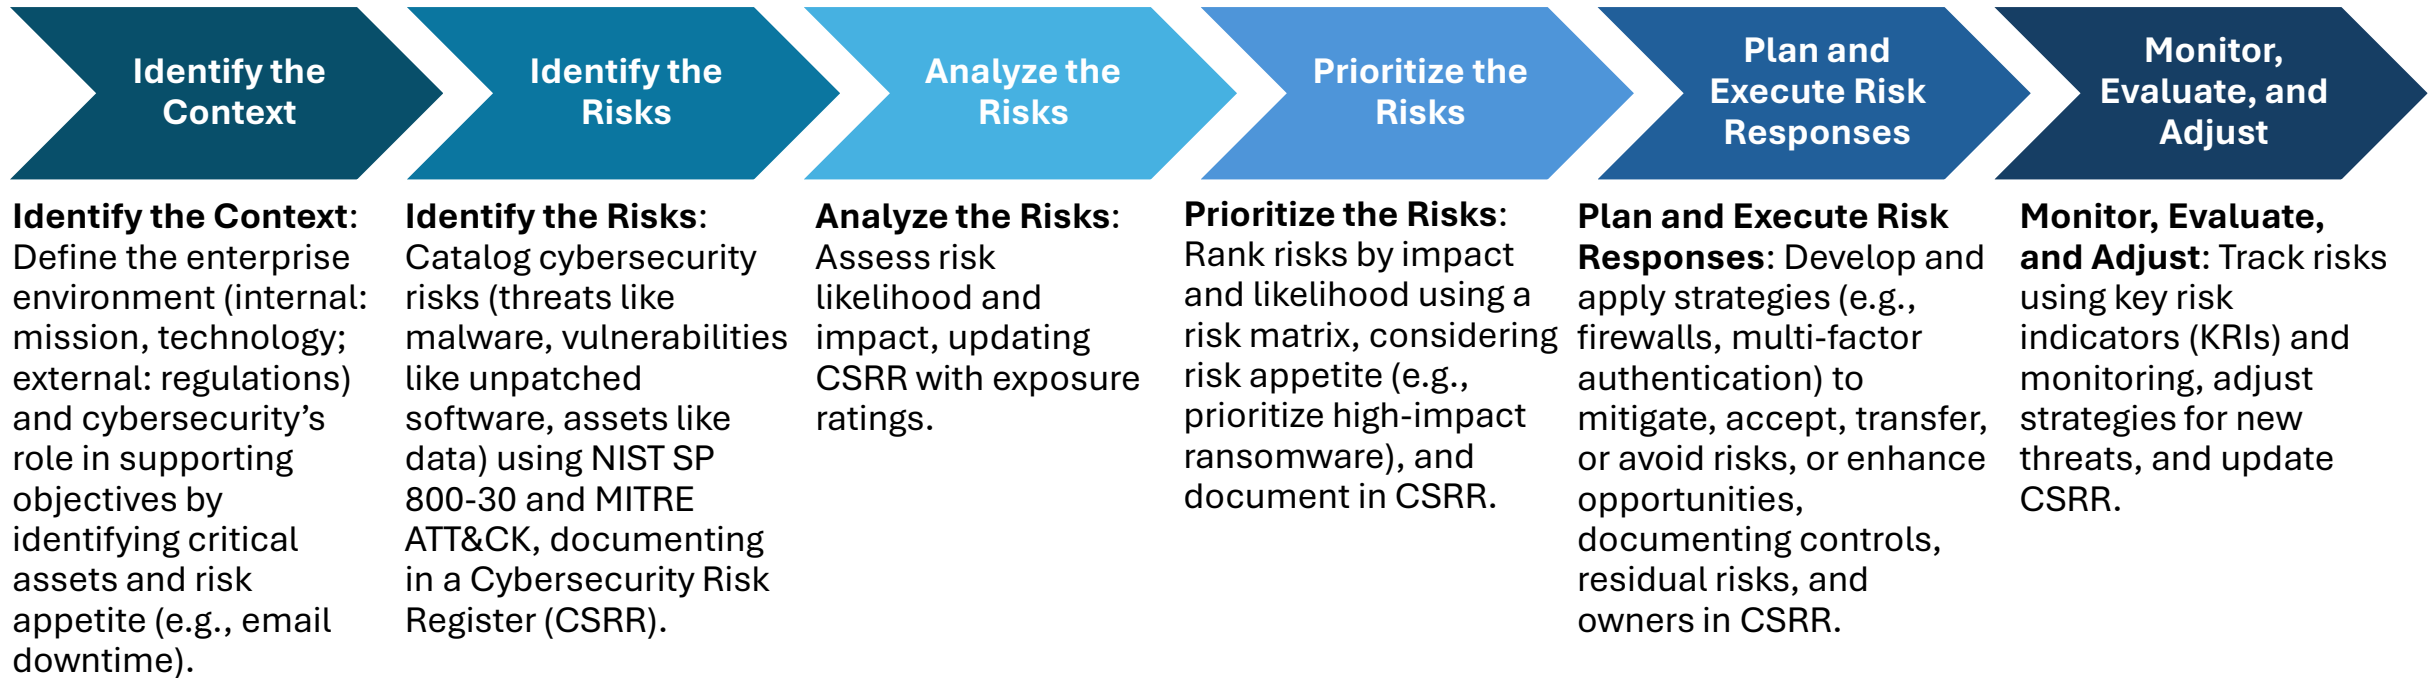 Identify the
Context
Identify the
Risks
Analyze the
Risks
Prioritize the
Risks
Plan and
Execute Risk
Responses
Monitor,
Evaluate, and
Adjust
Identify the Context:
Define the enterprise
environment (internal:
mission, technology;
external: regulations)
and cybersecurity’s
role in supporting
objectives by
identifying critical
assets and risk
appetite (e.g., email
downtime).
Identify the Risks:
Catalog cybersecurity
risks (threats like
malware, vulnerabilities
like unpatched
software, assets like
data) using NIST SP
800-30 and MITRE
ATT&CK, documenting
in a Cybersecurity Risk
Register (CSRR).
Analyze the Risks:
Assess risk
likelihood and
impact, updating
CSRR with exposure
ratings.
Prioritize the Risks:
Rank risks by impact
and likelihood using a
risk matrix, considering
risk appetite (e.g.,
prioritize high-impact
ransomware), and
document in CSRR.
Plan and Execute Risk
Responses: Develop and
apply strategies (e.g.,
firewalls, multi-factor
authentication) to
mitigate, accept, transfer,
or avoid risks, or enhance
opportunities,
documenting controls,
residual risks, and
owners in CSRR.
Monitor, Evaluate,
and Adjust: Track risks
using key risk
indicators (KRIs) and
monitoring, adjust
strategies for new
threats, and update
CSRR.